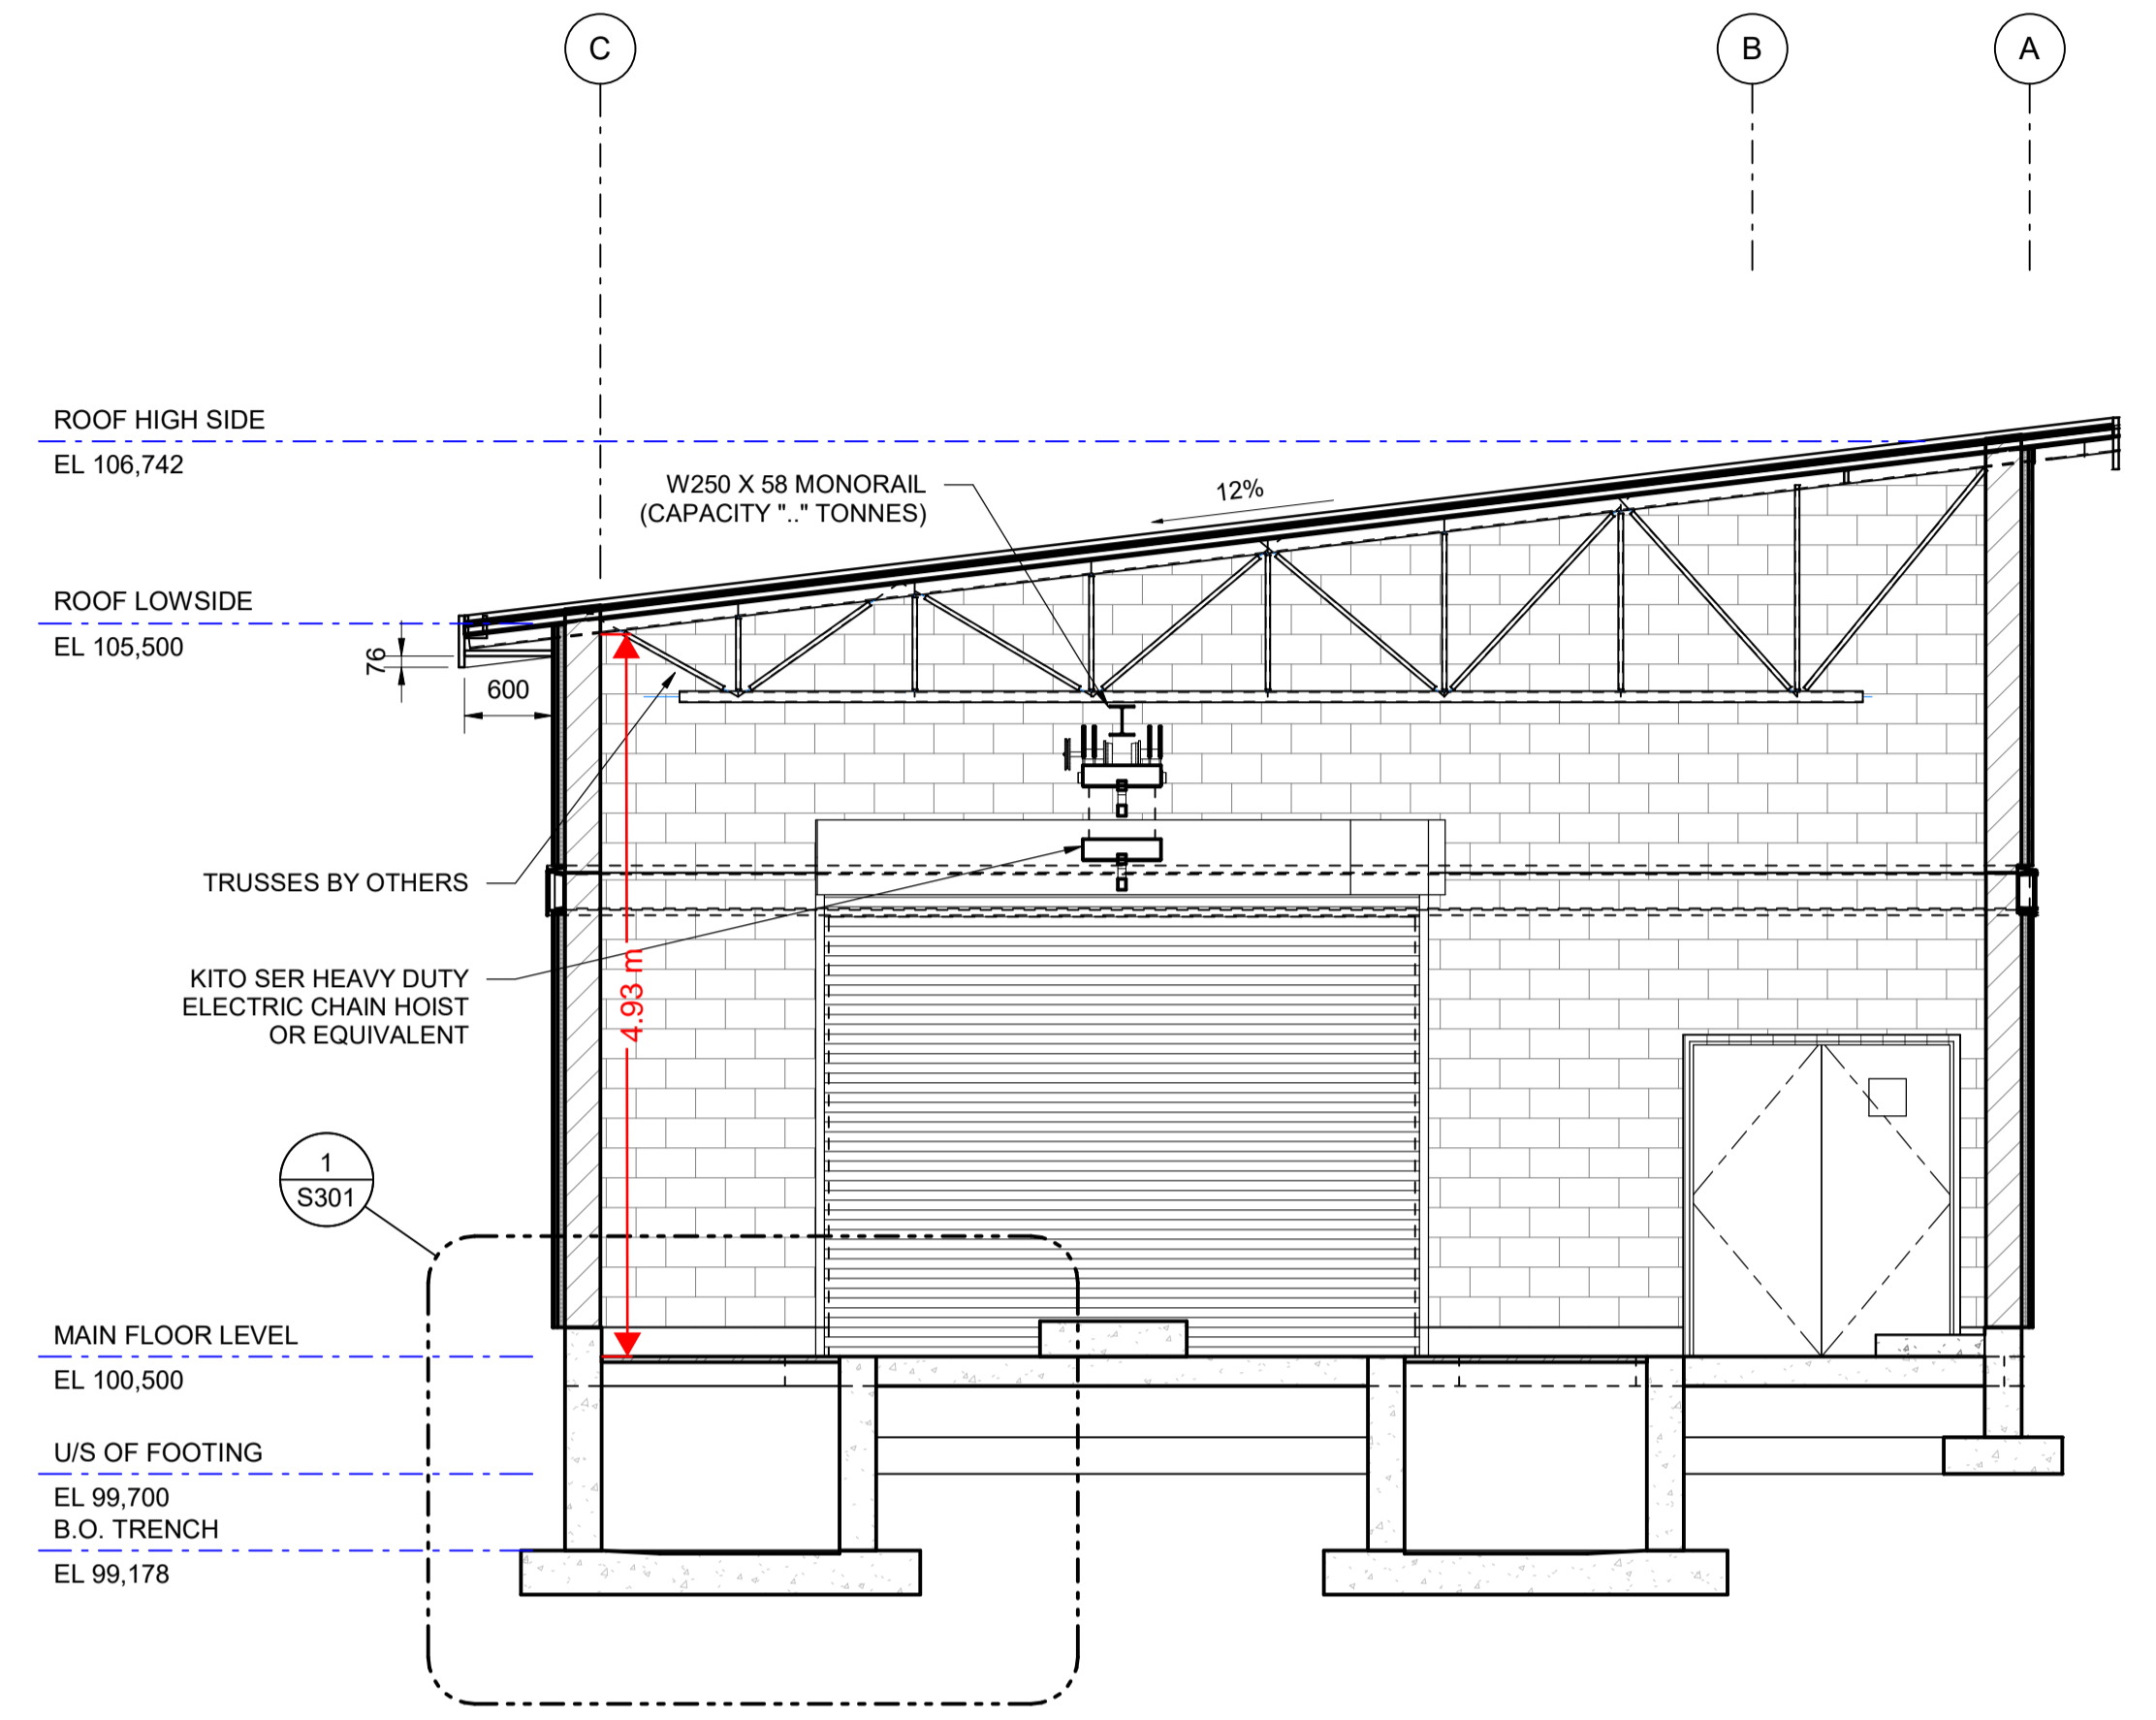 C
B
A
ROOF HIGH SIDE
EL 106,742
W250 X 58 MONORAIL
(CAPACITY ".." TONNES)
12%
ROOF LOWSIDE
EL 105,500
76
600
TRUSSES BY OTHERS
KITO SER HEAVY DUTY
ELECTRIC CHAIN HOIST
OR EQUIVALENT
4.93 m
1
S301
MAIN FLOOR LEVEL
EL 100,500
U/S OF FOOTING
EL 99,700
B.O. TRENCH
EL 99,178